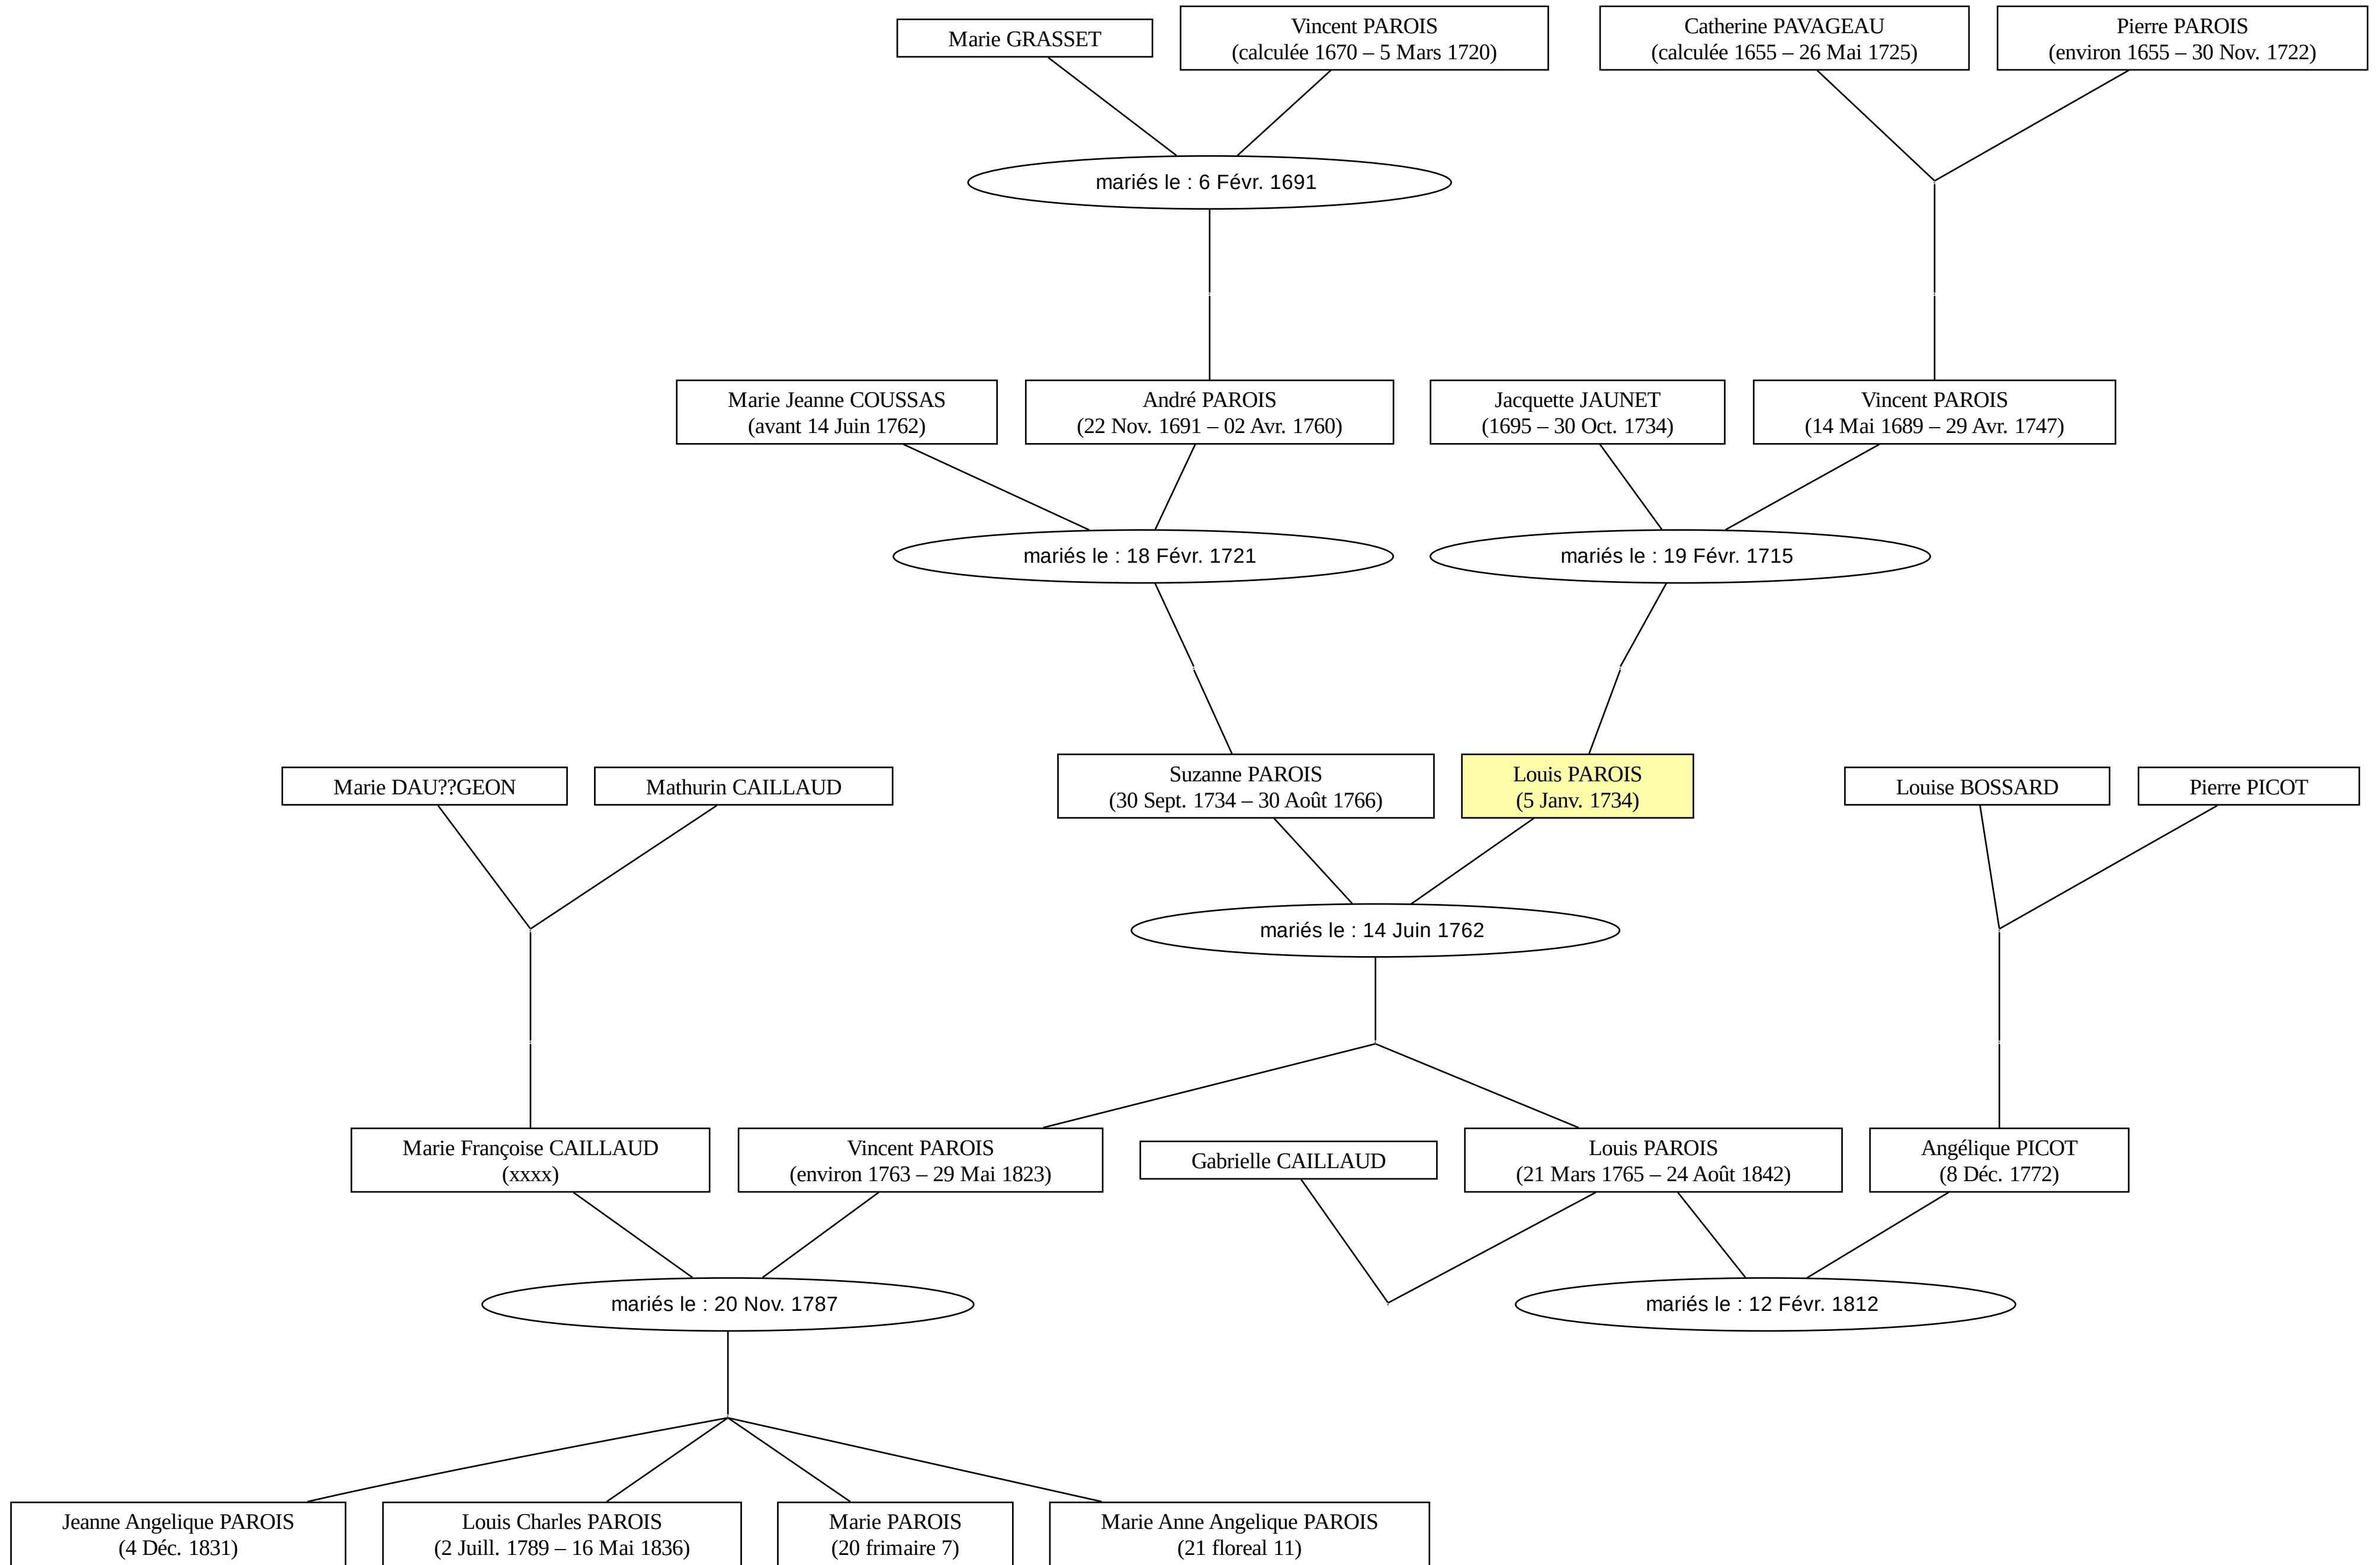 Marie GRASSET
Vincent PAROIS
(calculée 1670 – 5 Mars 1720)
Catherine PAVAGEAU
(calculée 1655 – 26 Mai 1725)
Pierre PAROIS
(environ 1655 – 30 Nov. 1722)
mariés le : 6 Févr. 1691
Marie Jeanne COUSSAS
(avant 14 Juin 1762)
André PAROIS
(22 Nov. 1691 – 02 Avr. 1760)
Jacquette JAUNET
(1695 – 30 Oct. 1734)
Vincent PAROIS
(14 Mai 1689 – 29 Avr. 1747)
mariés le : 18 Févr. 1721
mariés le : 19 Févr. 1715
Marie DAU??GEON
Mathurin CAILLAUD
Suzanne PAROIS
(30 Sept. 1734 – 30 Août 1766)
Louis PAROIS
(5 Janv. 1734)
Louise BOSSARD
Pierre PICOT
mariés le : 14 Juin 1762
Marie Françoise CAILLAUD
(xxxx)
Vincent PAROIS
(environ 1763 – 29 Mai 1823)
Gabrielle CAILLAUD
Louis PAROIS
(21 Mars 1765 – 24 Août 1842)
Angélique PICOT
(8 Déc. 1772)
mariés le : 20 Nov. 1787
mariés le : 12 Févr. 1812
Jeanne Angelique PAROIS
(4 Déc. 1831)
Louis Charles PAROIS
(2 Juill. 1789 – 16 Mai 1836)
Marie PAROIS
(20 frimaire 7)
Marie Anne Angelique PAROIS
(21 floreal 11)